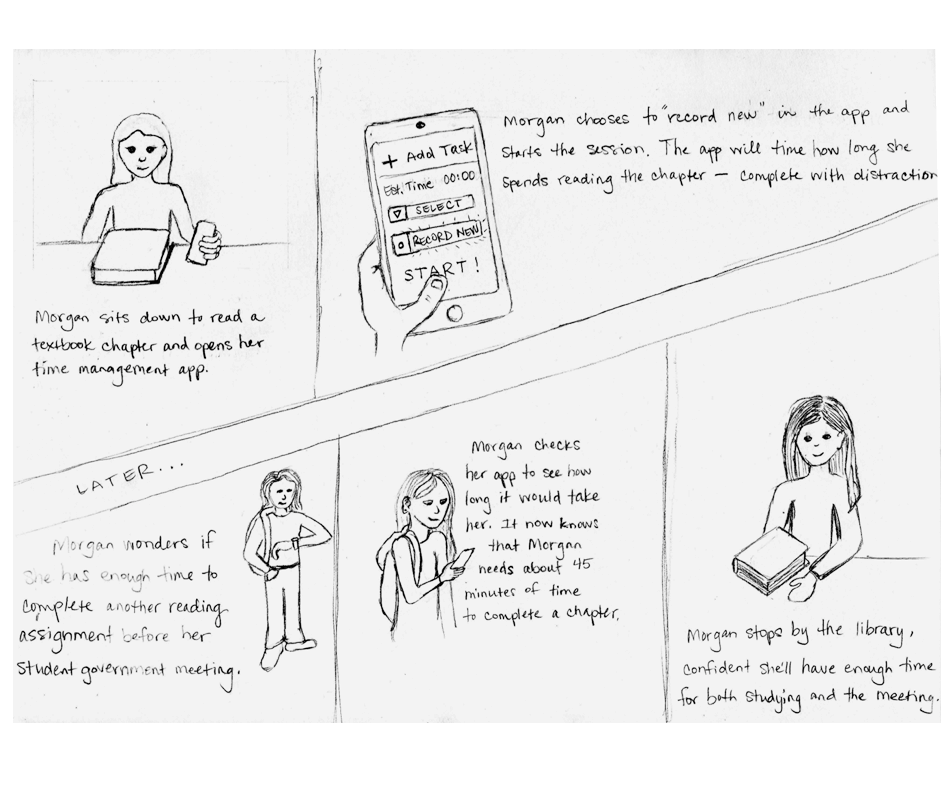 Morgan sits down to read a
textbook chapter and opens her
time management app.
+ Add Task
Est. Time 00:00
SELECT
RECORD NEW
START!
Morgan chooses to "record new" in the app and
starts the session. The app will time how long she
spends reading the chapter — complete with distraction
LATER...
Morgan wonders if
she has enough time to
complete another reading
assignment before her
student government meeting.
Morgan checks
her app to see how
long it would take
her. It now knows
that Morgan
needs about 45
minutes of time
to complete a chapter.
Morgan stops by the library,
confident she'll have enough time
for both studying and the meeting.